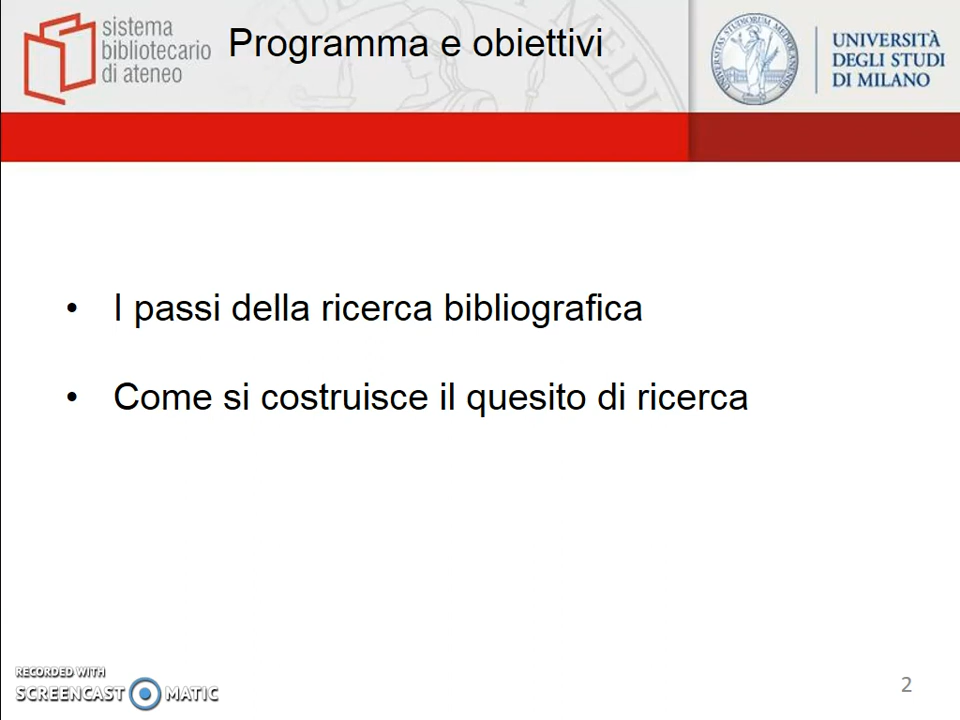 sistema
bibliotecario
di ateneo
Programma e obiettivi
UNIVERSITÀ
DEGLI STUDI
DI MILANO
• I passi della ricerca bibliografica
• Come si costruisce il quesito di ricerca
RECORDED WITH
SCREENCAST MATIC
2